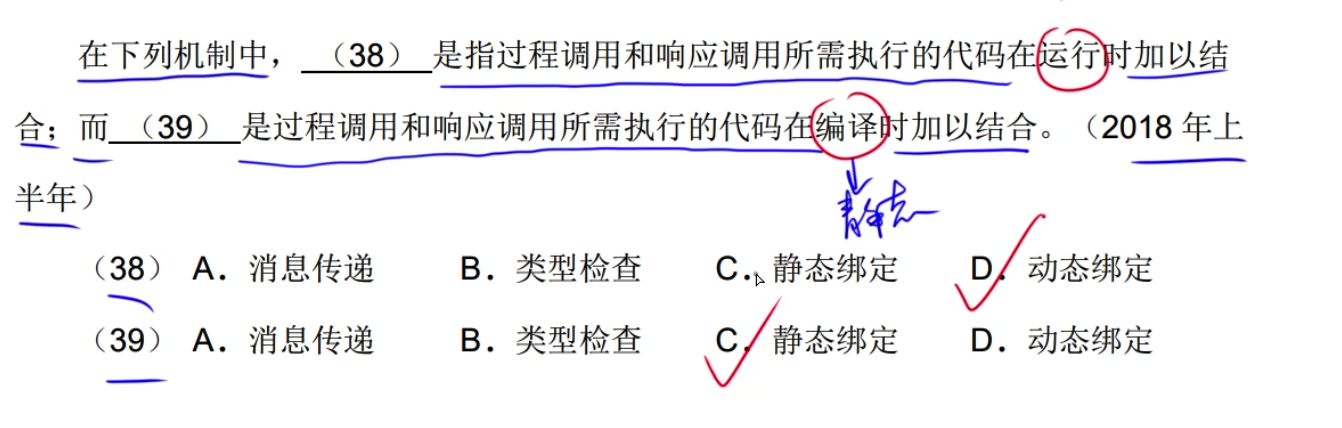 在下列机制中，（38）是指过程调用和响应调用所需执行的代码在运行时加以结
合；而（39）是过程调用和响应调用所需执行的代码在编译时加以结合。（2018 年上
半年）
静态
（38） A．消息传递 B．类型检查 C．静态绑定 D．动态绑定
（39） A．消息传递 B．类型检查 C．静态绑定 D．动态绑定